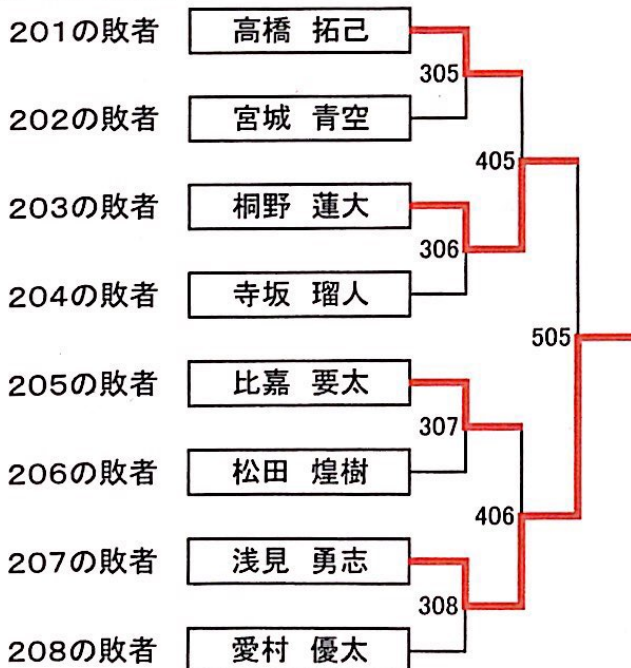 201の敗者 高橋 拓己
305
202の敗者 宮城 青空
405
203の敗者 桐野 蓮大
306
204の敗者 寺坂 瑠人
505
205の敗者 比嘉 要太
307
206の敗者 松田 煌樹
406
207の敗者 浅見 勇志
308
208の敗者 愛村 優太